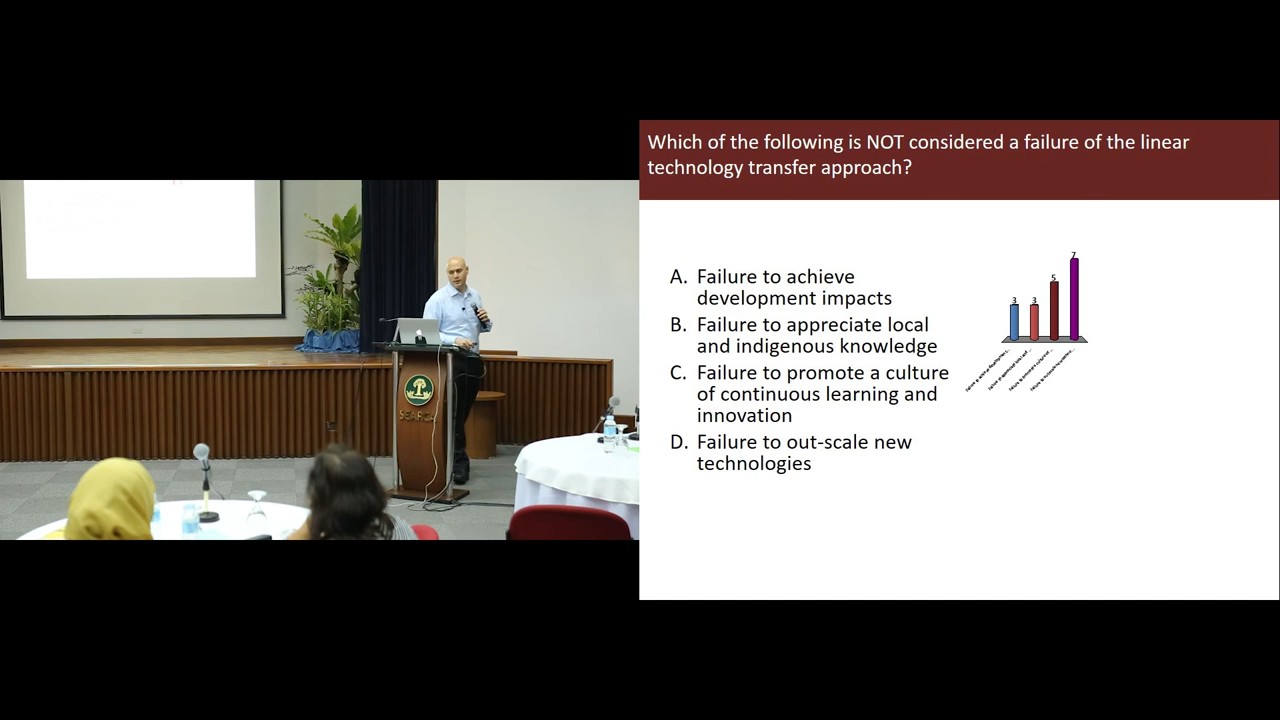 Which of the following is NOT considered a failure of the linear
technology transfer approach?
A. Failure to achieve
development impacts
B. Failure to appreciate local
and indigenous knowledge
C. Failure to promote a culture
of continuous learning and
innovation
D. Failure to out-scale new
technologies
3
3
5
7
SEARCA